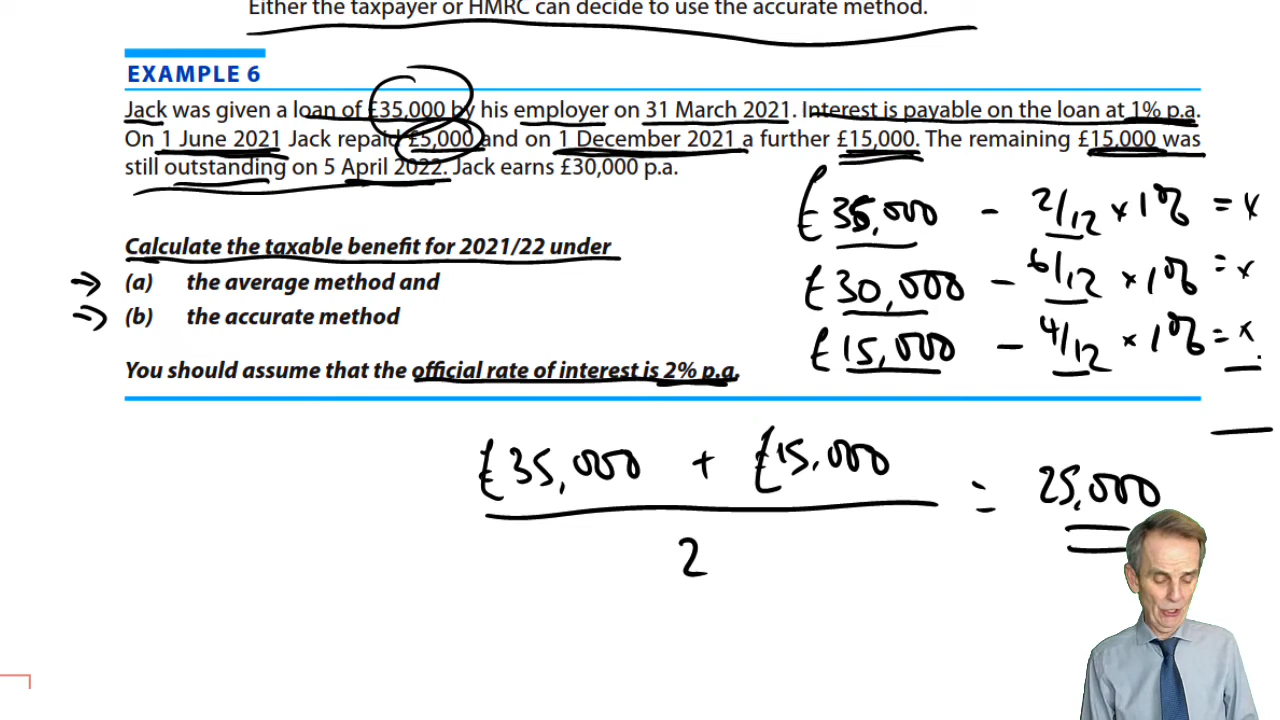 Either the taxpayer or HMRC can decide to use the accurate method.
EXAMPLE 6
Jack was given a loan of £35,000 by his employer on 31 March 2021. Interest is payable on the loan at 1% p.a.
On 1 June 2021 Jack repaid £5,000 and on 1 December 2021 a further £15,000. The remaining £15,000 was
still outstanding on 5 April 2022. Jack earns £30,000 p.a.
£35,000 - 2/12 × 1% = x
Calculate the taxable benefit for 2021/22 under
£30,000 - 6/12 × 1% = x
(a) the average method and
(b) the accurate method
£15,000 - 4/12 × 1% = x
You should assume that the official rate of interest is 2% p.a.
£35,000 + £15,000 = 25,000
2